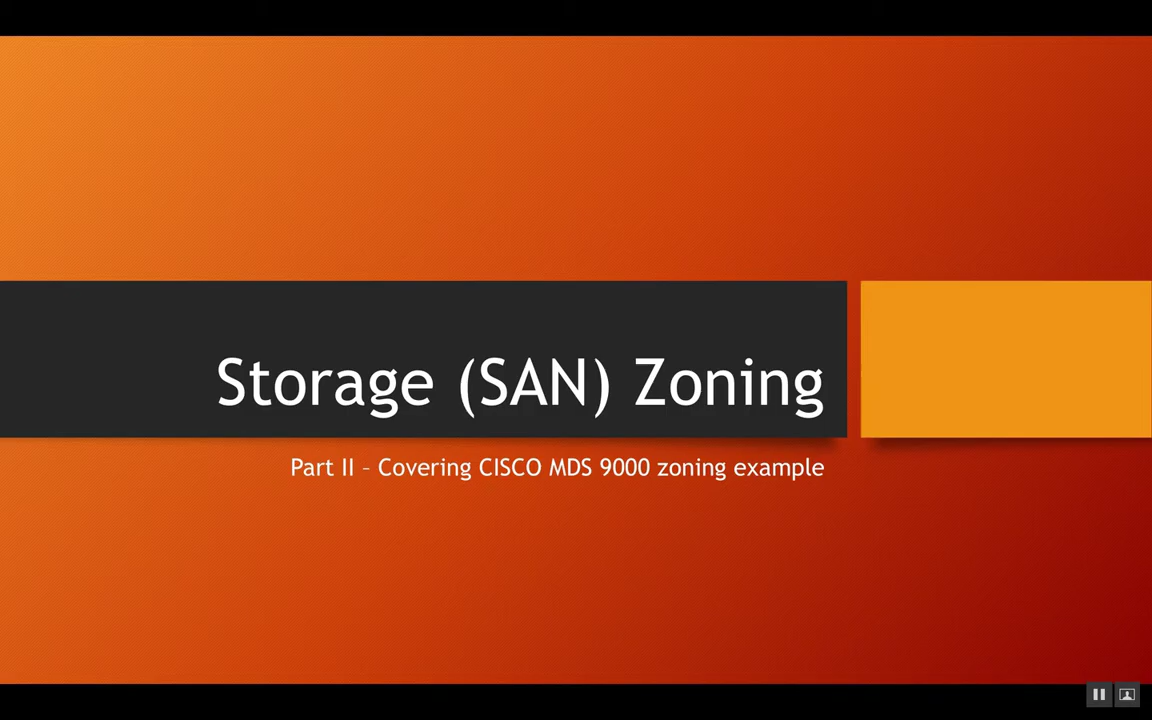 Storage (SAN) Zoning
Part II – Covering CISCO MDS 9000 zoning example